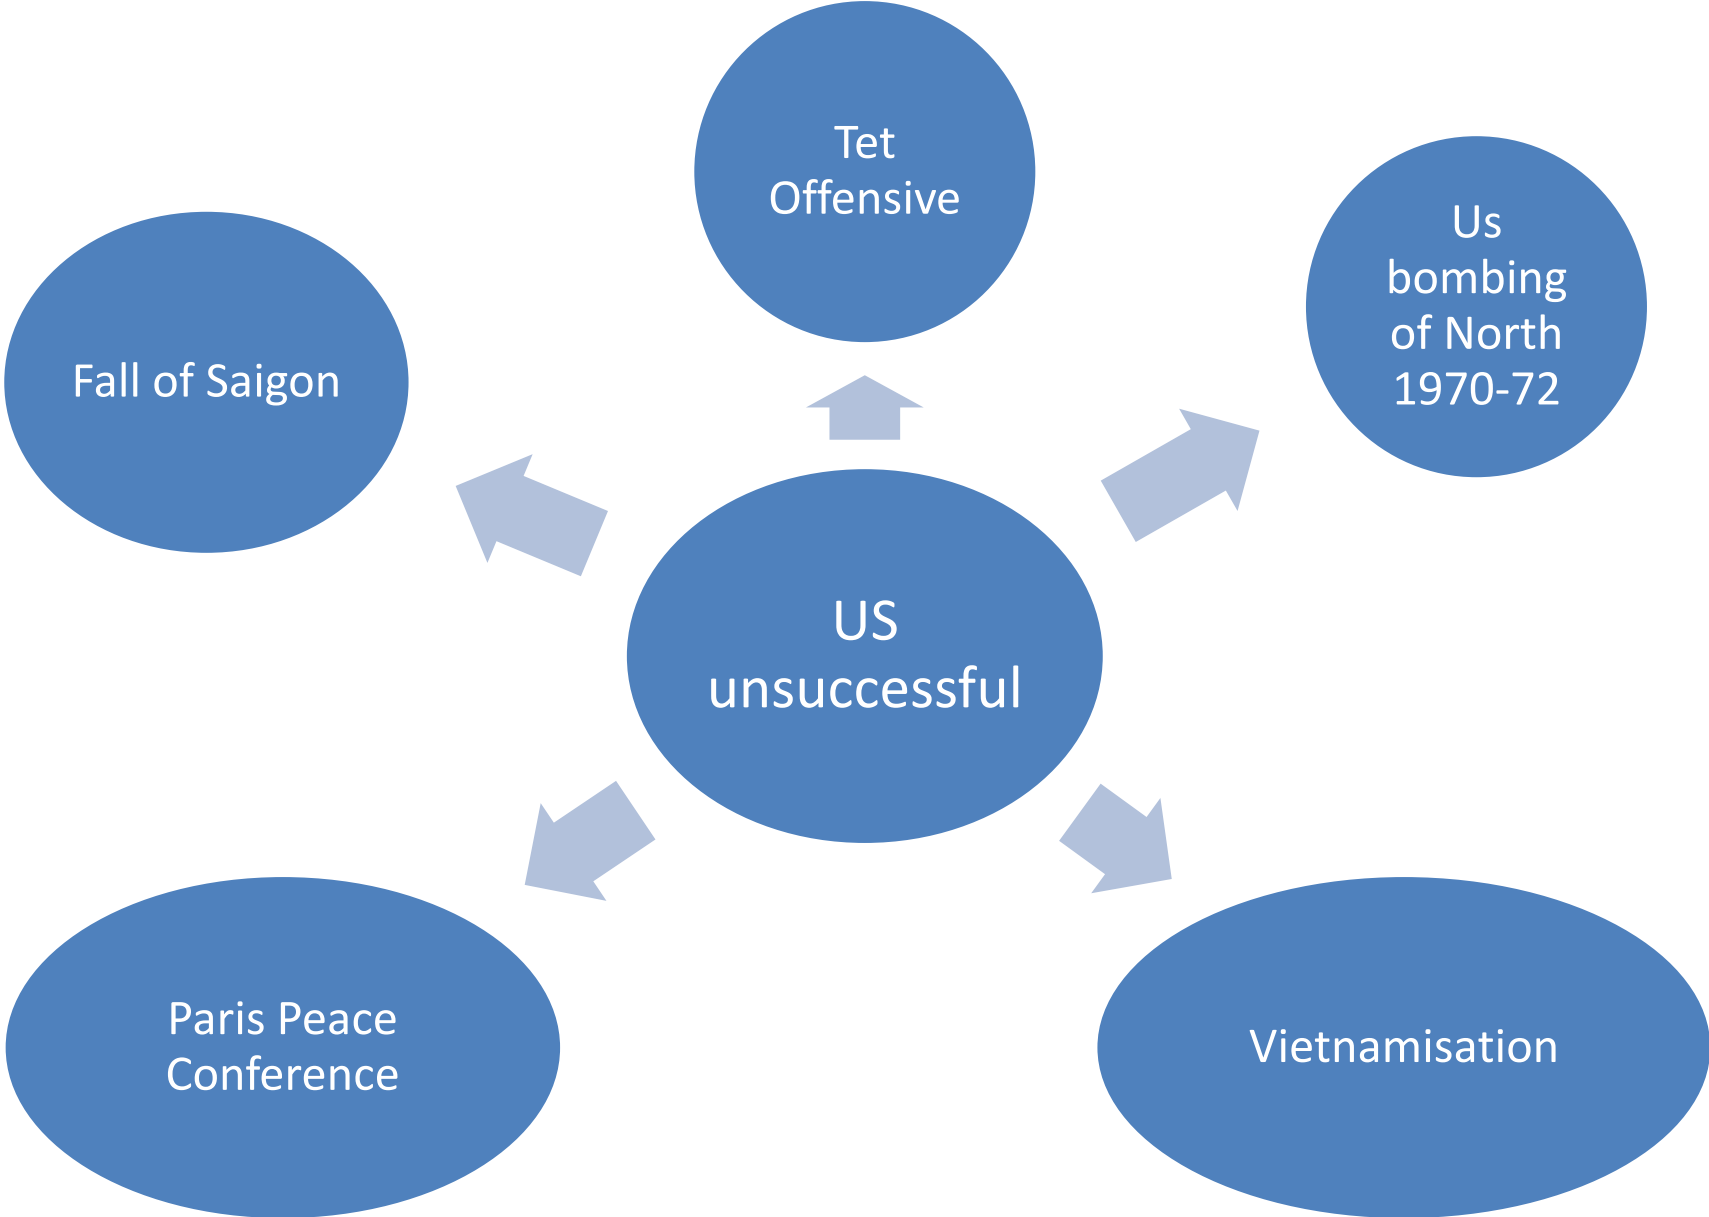 Tet
Offensive
Us
bombing
of North
1970-72
Fall of Saigon
US
unsuccessful
Paris Peace
Conference
Vietnamisation